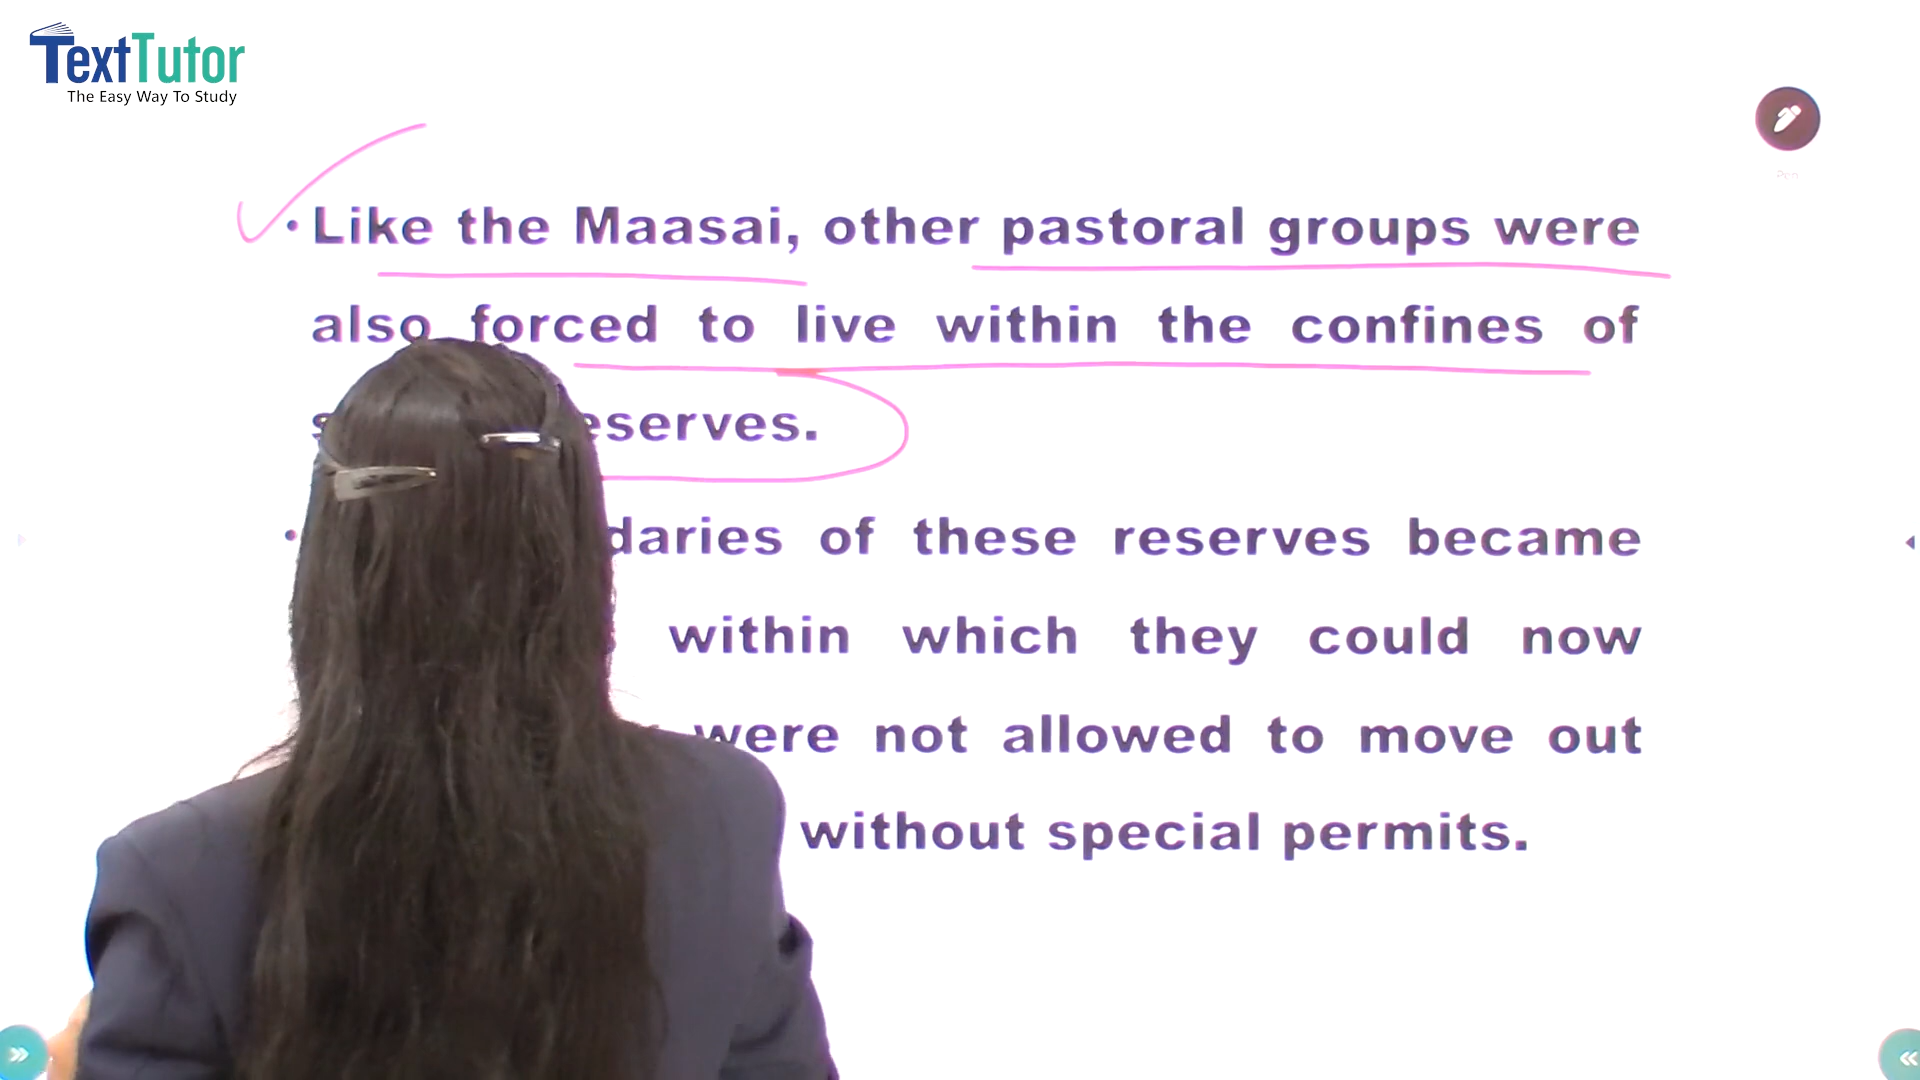 TextTutor
The Easy Way To Study
Pen
• Like the Maasai, other pastoral groups were
also forced to live within the confines of
reserves.
• of these reserves became
within which they could now
were not allowed to move out
without special permits.